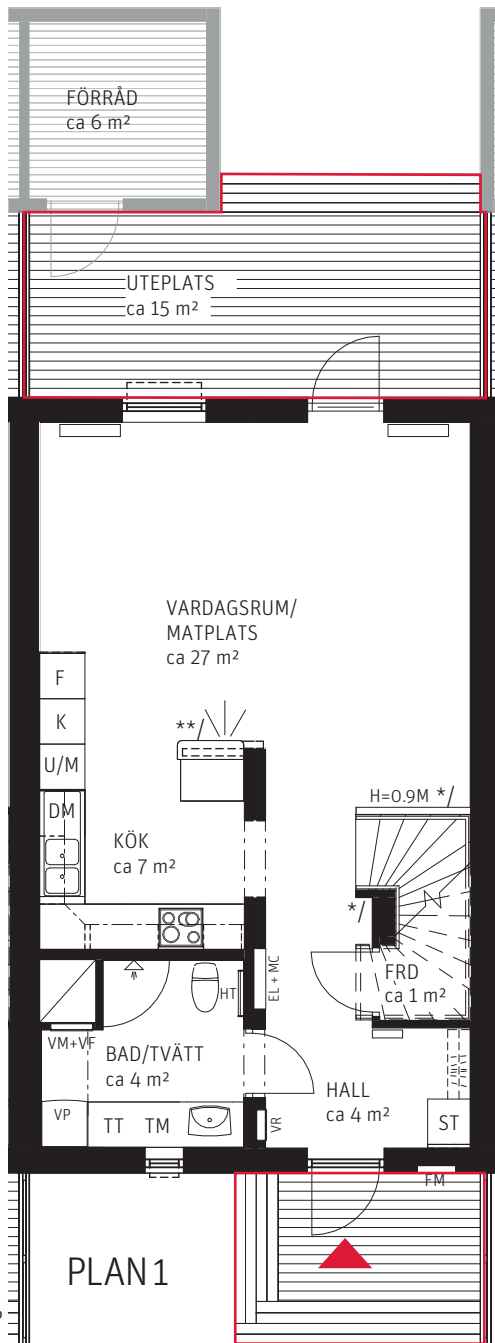 FÖRRÅD
ca 6 m²
UTEPLATS
ca 15 m²
VARDAGSRUM/
MATPLATS
ca 27 m²
F
K
**/
U/M
H=0.9M */
DM
KÖK
ca 7 m²
*/
EL + MC
FRD
ca 1 m²
HT
VM+VF
BAD/TVÄTT
ca 4 m²
HALL
ca 4 m²
VP
TT
TM
VR
ST
FM
PLAN 1